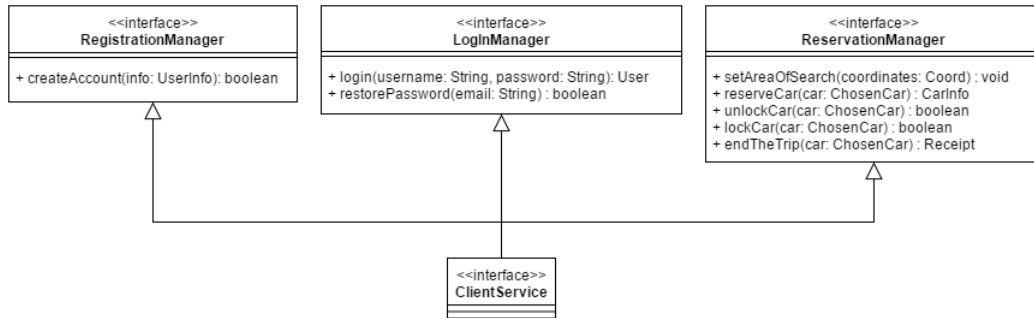 <<interface>>
RegistrationManager
+ createAccount(info: UserInfo): boolean
<<interface>>
LogInManager
+ login(username: String, password: String): User
+ restorePassword(email: String) : boolean
<<interface>>
ReservationManager
+ setAreaOfSearch(coordinates: Coord) : void
+ reserveCar(car: ChosenCar) : CarInfo
+ unlockCar(car: ChosenCar) : boolean
+ lockCar(car: ChosenCar) : boolean
+ endTheTrip(car: ChosenCar) : Receipt
<<interface>>
ClientService